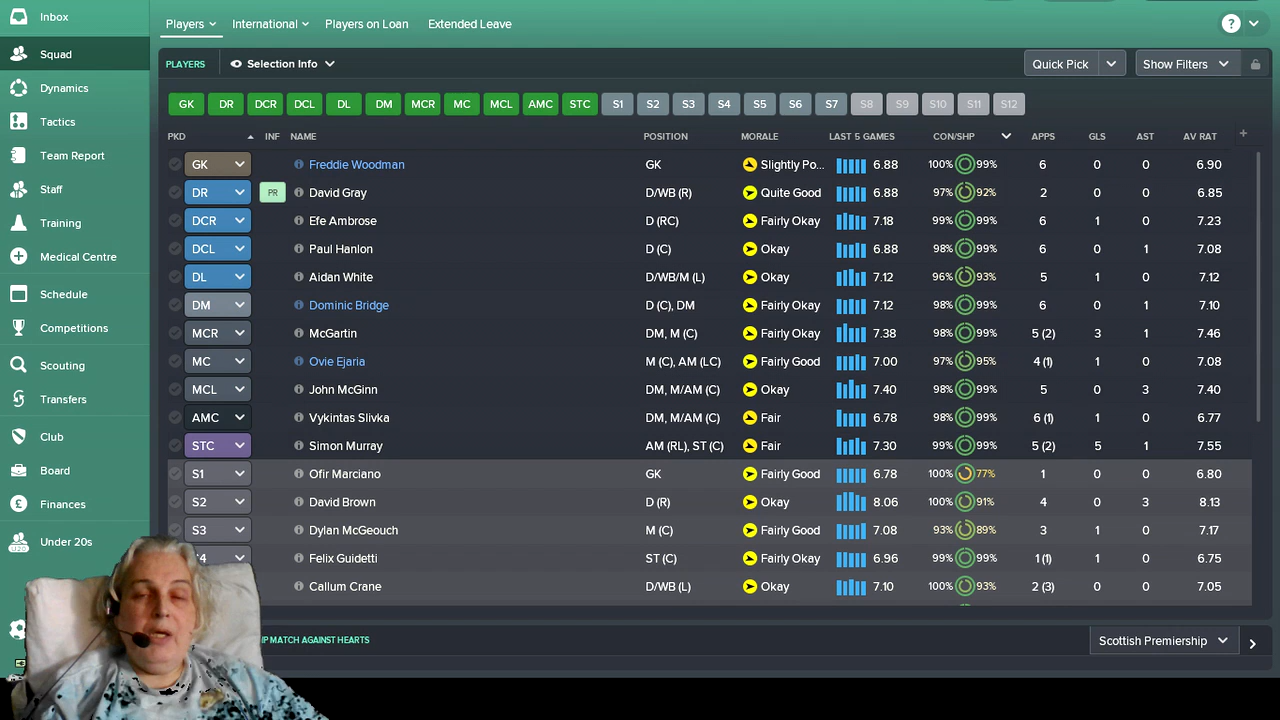 Inbox
Squad
Dynamics
Tactics
Team Report
Staff
Training
Medical Centre
Schedule
Competitions
Scouting
Transfers
Club
Board
Finances
Under 20s
Players International Players on Loan Extended Leave
?
PLAYERS Selection Info Quick Pick Show Filters
GK DR DCR DCL DL DM MCR MC MCL AMC STC S1 S2 S3 S4 S5 S6 S7 S8 S9 S10 S11 S12
PKD INF NAME POSITION MORALE LAST 5 GAMES CON/SHP APPS GLS AST AV RAT +
GK Freddie Woodman GK Slightly Po... 6.88 100% 99% 6 0 0 6.90
DR PR David Gray D/WB (R) Quite Good 6.88 97% 92% 2 0 0 6.85
DCR Efe Ambrose D (RC) Fairly Okay 7.18 99% 99% 6 1 0 7.23
DCL Paul Hanlon D (C) Okay 6.88 98% 99% 6 0 1 7.08
DL Aidan White D/WB/M (L) Okay 7.12 96% 93% 5 1 0 7.12
DM Dominic Bridge D (C), DM Fairly Okay 7.12 98% 99% 6 0 1 7.10
MCR McGartin DM, M (C) Fairly Okay 7.38 98% 99% 5 (2) 3 1 7.46
MC Ovie Ejaria M (C), AM (LC) Fairly Good 7.00 97% 95% 4 (1) 1 0 7.08
MCL John McGinn DM, M/AM (C) Okay 7.40 98% 99% 5 0 3 7.40
AMC Vykintas Slivka DM, M/AM (C) Fair 6.78 98% 99% 6 (1) 1 0 6.77
STC Simon Murray AM (RL), ST (C) Fair 7.30 99% 99% 5 (2) 5 1 7.55
S1 Ofir Marciano GK Fairly Good 6.78 100% 77% 1 0 0 6.80
S2 David Brown D (R) Okay 8.06 100% 91% 4 0 3 8.13
S3 Dylan McGeouch M (C) Fairly Good 7.08 93% 89% 3 1 0 7.17
Felix Guidetti ST (C) Fairly Okay 6.96 99% 99% 1 (1) 1 0 6.75
Callum Crane D/WB (L) Okay 7.10 100% 93% 2 (3) 0 0 7.05
MATCH AGAINST HEARTS Scottish Premiership